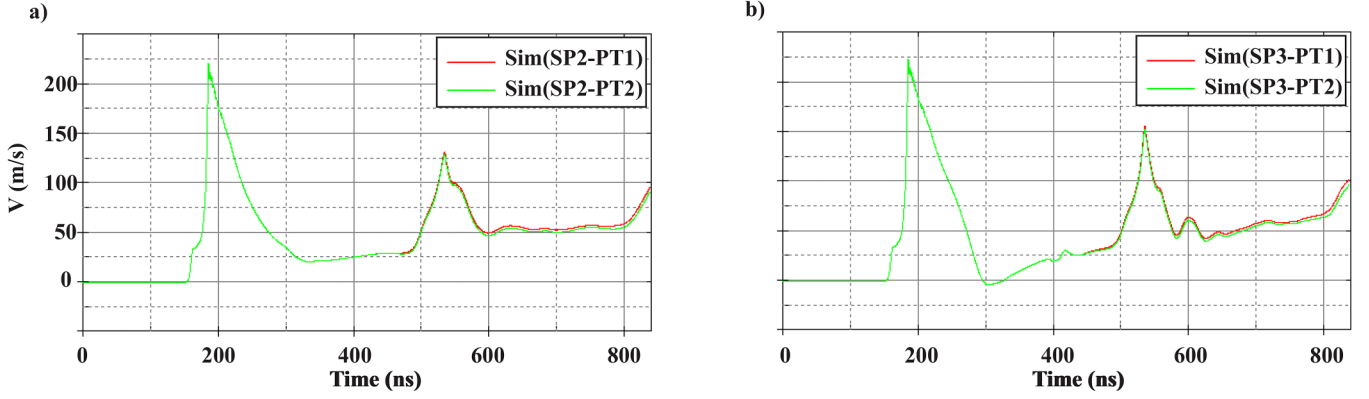 a)
Sim(SP2-PT1)
Sim(SP2-PT2)
V (m/s)
200
150
100
50
0
0 200 400 600 800
Time (ns)
b)
Sim(SP3-PT1)
Sim(SP3-PT2)
0 200 400 600 800
Time (ns)